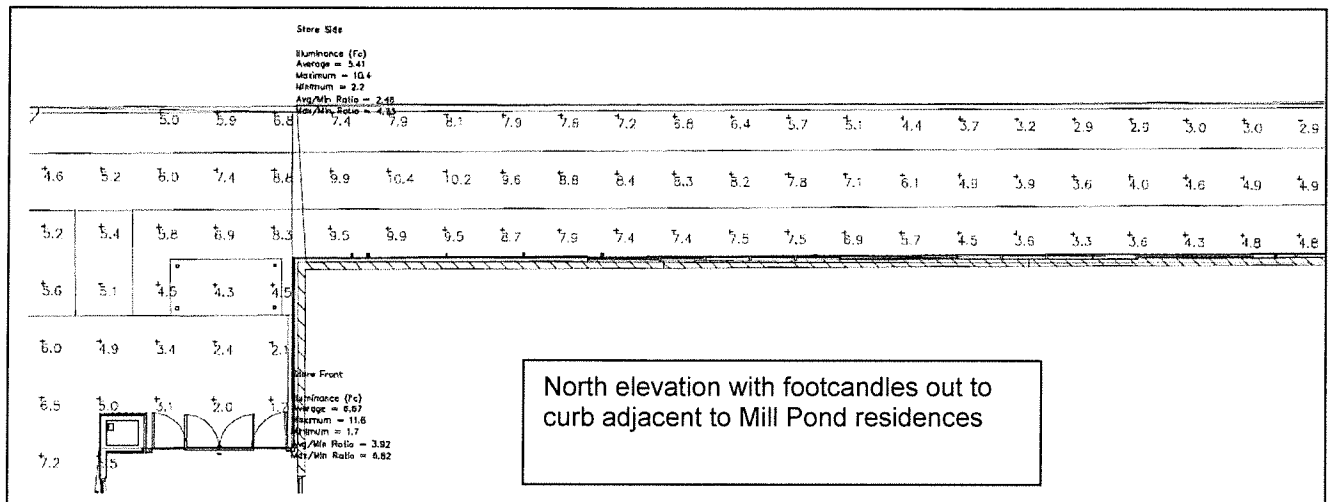 Store Side
Illuminance (Fc)
Average = 5.41
Maximum = 10.4
Minimum = 2.2
Avg/Min Ratio = 2.46
Max/Min Ratio = 4.73
5.0 5.9 6.8 7.4 7.9 8.1 7.9 7.6 7.2 6.8 6.4 5.7 5.1 4.4 3.7 3.2 2.9 2.9 3.0 3.0 2.9
4.6 5.2 6.0 7.4 8.8 9.9 10.4 10.2 9.6 8.8 8.4 8.3 8.2 7.8 7.1 6.1 4.9 3.9 3.6 4.0 4.6 4.9 4.9
5.2 5.4 5.8 6.9 8.3 9.5 9.9 9.5 8.7 7.9 7.4 7.4 7.5 7.5 6.9 5.7 4.5 3.6 3.3 3.6 4.3 4.8 4.8
5.6 5.1 4.5 4.3 4.5
6.0 4.9 3.4 2.4 2.1
Store Front
Illuminance (Fc)
6.5 5.0 3.1 2.0 1.7
Average = 6.67
Maximum = 11.6
Minimum = 1.7
Avg/Min Ratio = 3.92
Max/Min Ratio = 6.82
7.2
North elevation with footcandles out to
curb adjacent to Mill Pond residences